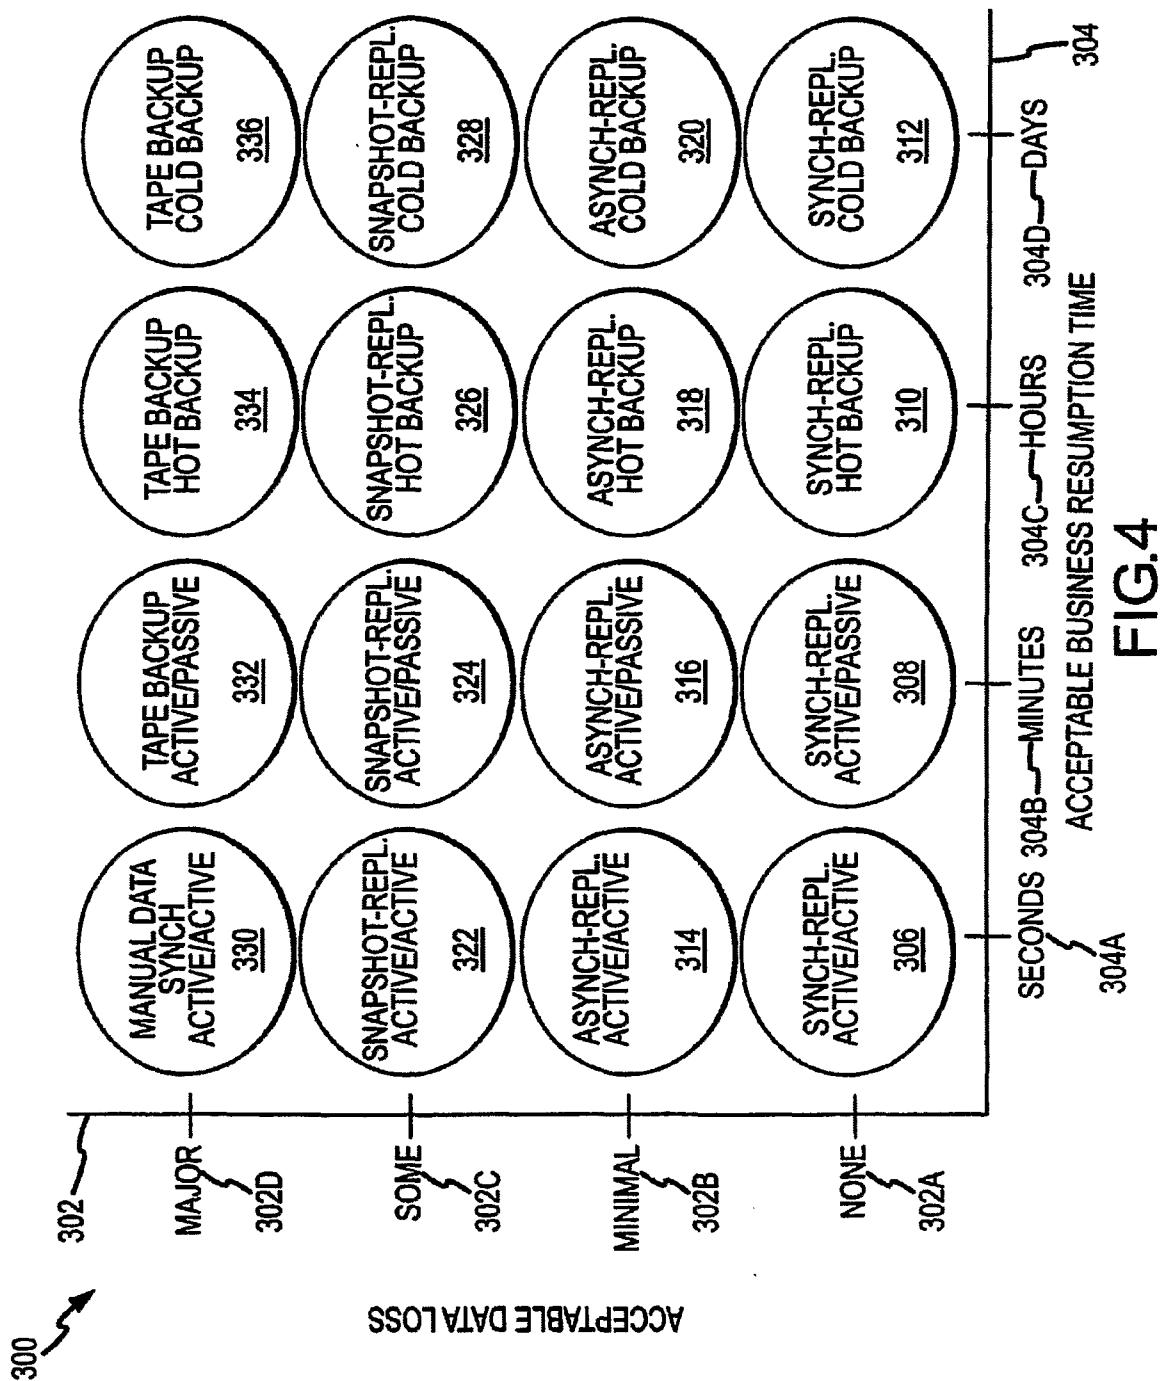 300
302
ACCEPTABLE DATA LOSS
MAJOR
302D
SOME
302C
MINIMAL
302B
NONE
302A
MANUAL DATA
SYNCH
ACTIVE/ACTIVE
330
TAPE BACKUP
ACTIVE/PASSIVE
332
TAPE BACKUP
HOT BACKUP
334
TAPE BACKUP
COLD BACKUP
336
SNAPSHOT-REPL.
ACTIVE/ACTIVE
322
SNAPSHOT-REPL.
ACTIVE/PASSIVE
324
SNAPSHOT-REPL.
HOT BACKUP
326
SNAPSHOT-REPL.
COLD BACKUP
328
ASYNCH-REPL.
ACTIVE/ACTIVE
314
ASYNCH-REPL.
ACTIVE/PASSIVE
316
ASYNCH-REPL.
HOT BACKUP
318
ASYNCH-REPL.
COLD BACKUP
320
SYNCH-REPL.
ACTIVE/ACTIVE
306
SYNCH-REPL.
ACTIVE/PASSIVE
308
SYNCH-REPL.
HOT BACKUP
310
SYNCH-REPL.
COLD BACKUP
312
SECONDS
304A
304B
MINUTES
304C
HOURS
304D
DAYS
304
ACCEPTABLE BUSINESS RESUMPTION TIME
FIG.4